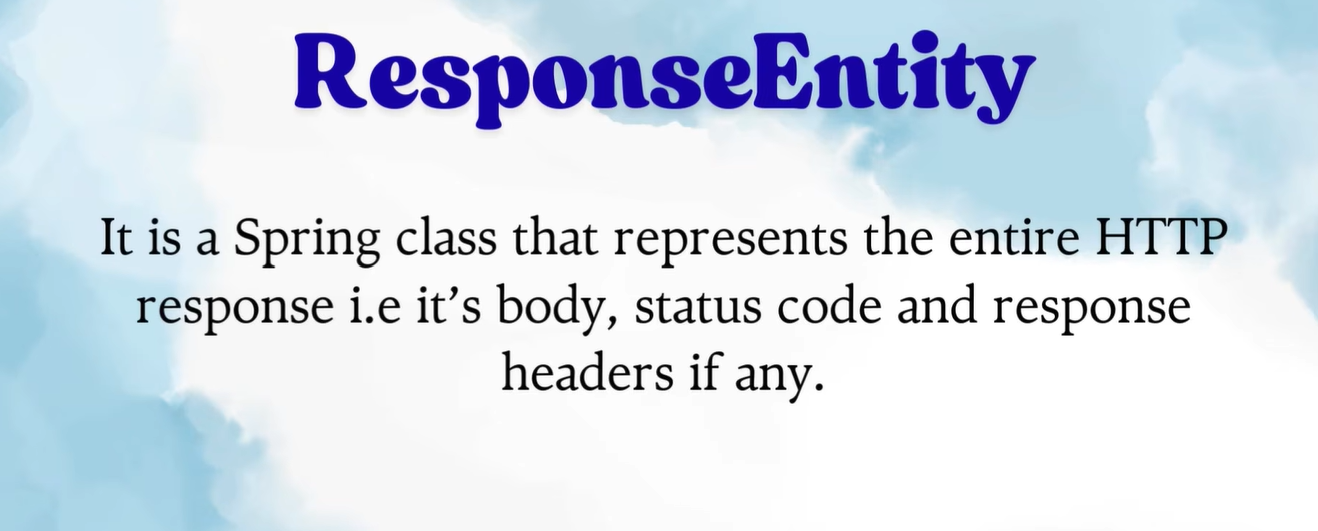 ResponseEntity
It is a Spring class that represents the entire HTTP
response i.e it’s body, status code and response
headers if any.